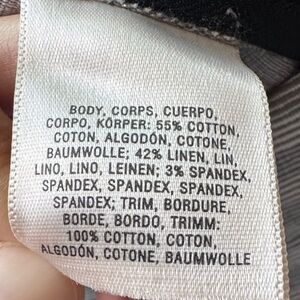 BODY, CORPS, CUERPO,
CORPO, KÖRPER: 55% COTTON,
COTON, ALGODÓN, COTONE,
BAUMWOLLE; 42% LINEN, LIN,
LINO, LINO, LEINEN; 3% SPANDEX,
SPANDEX, SPANDEX, SPANDEX,
SPANDEX; TRIM, BORDURE,
BORDE, BORDO, TRIMM:
100% COTTON, COTON,
ALGODÓN, COTONE, BAUMWOLLE